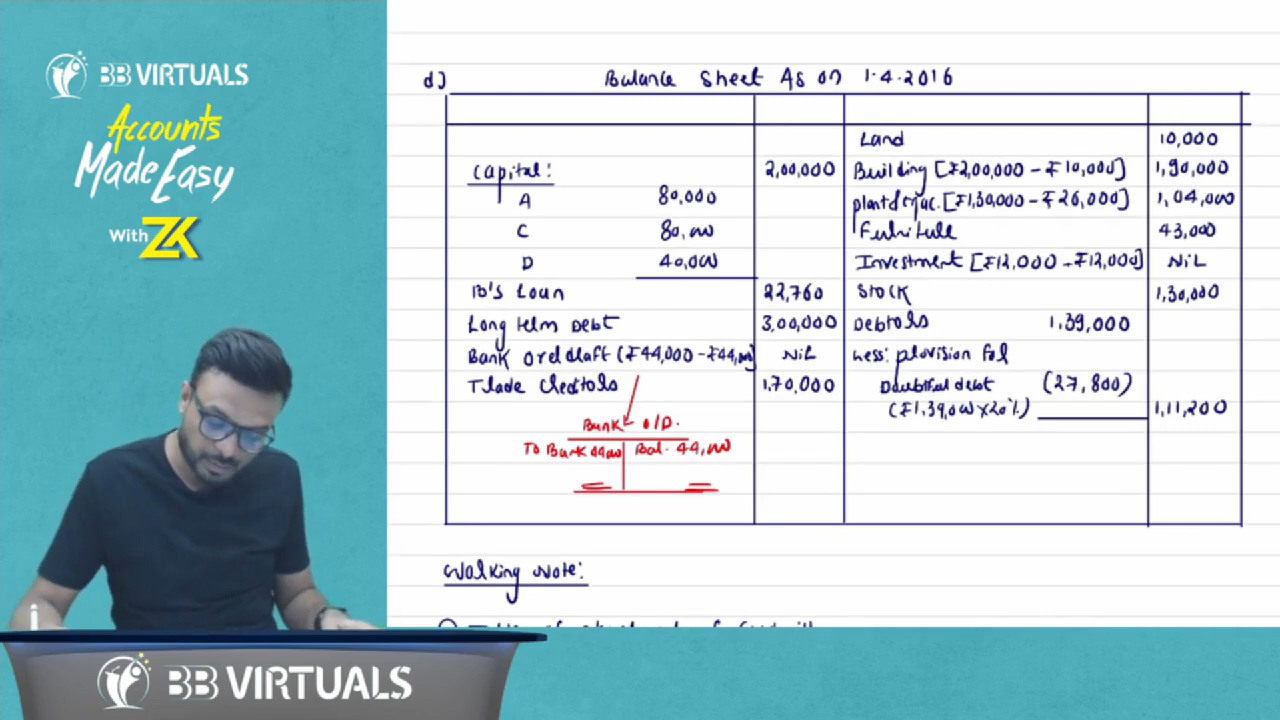 BB VIRTUALS
Accounts
Made Easy
With ZK
d] Balance Sheet As on 1.4.2016
Land 10,000
Capital: 2,00,000 Building [₹2,00,000 - ₹10,000] 1,90,000
A 80,000 plant & mac. [₹1,30,000 - ₹26,000] 1,04,000
C 80,000 Furniture 43,000
D 40,000 Investment [₹12,000 - ₹12,000] NIL
B's Loan 22,760 Stock 1,30,000
Long term Debt 3,00,000 Debtors 1,39,000
Bank overdraft (₹44,000 - ₹44,000) NIL Less: provision for
Trade Creditors 1,70,000 Doubtful debt (27,800)
(₹1,39,000 x 20%) 1,11,200
Bank O/D.
To Bank 44,000 Bal. 44,000
Working Note:
BB VIRTUALS